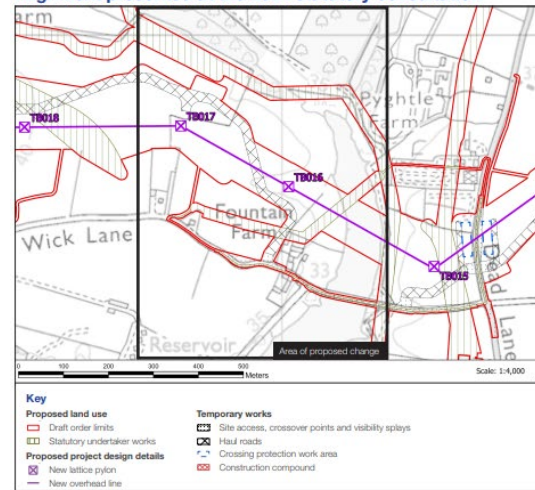 arm
Pyghtle
Farm
TB018
TB017
TB016
Fountain
Farm
Wick Lane
33
TB015
Dead Lane
35
Reservoir
Area of proposed change
0 100 200 300 400 500
Meters
Scale: 1:4,000
Key
Proposed land use
Draft order limits
Statutory undertaker works
Proposed project design details
New lattice pylon
New overhead line
Temporary works
Site access, crossover points and visibility splays
Haul roads
Crossing protection work area
Construction compound